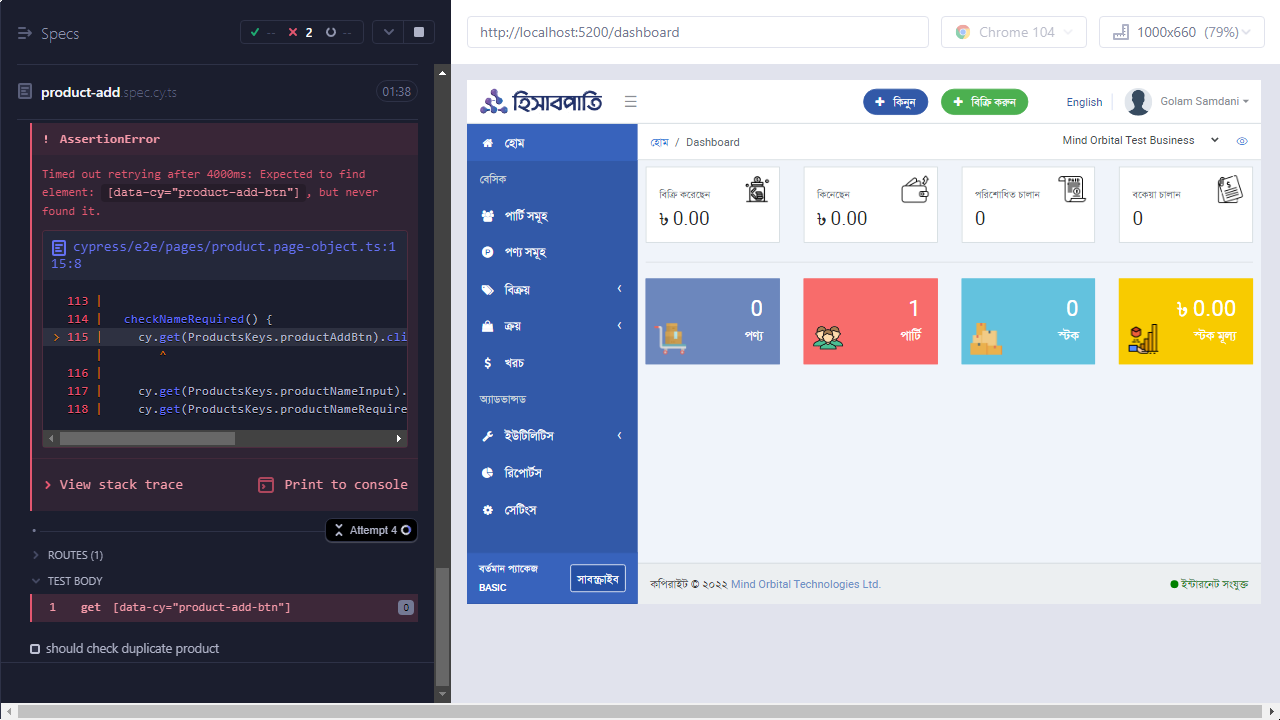 Specs
-- 2 --
product-add spec.cy.ts
01:38
! AssertionError
Timed out retrying after 4000ms: Expected to find
element: [data-cy="product-add-btn"], but never
found it.
cypress/e2e/pages/product.page-object.ts:1
15:8
113 |
114 | checkNameRequired() {
> 115 | cy.get(ProductsKeys.productAddBtn).cli
| ^
116 |
117 | cy.get(ProductsKeys.productNameInput).
118 | cy.get(ProductsKeys.productNameRequire
View stack trace
Print to console
Attempt 4
ROUTES (1)
TEST BODY
1 get [data-cy="product-add-btn"] 0
should check duplicate product
http://localhost:5200/dashboard
Chrome 104
1000x660 (79%)
হিসাবপাতি
কিনুন
বিক্রি করুন
English
Golam Samdani
হোম
বেসিক
পার্টি সমূহ
পণ্য সমূহ
বিক্রয়
ক্রয়
খরচ
অ্যাডভান্সড
ইউটিলিটিস
রিপোর্টস
সেটিংস
বর্তমান প্যাকেজ
BASIC
সাবস্ক্রাইব
হোম / Dashboard
Mind Orbital Test Business
বিক্রি করেছেন
৳ 0.00
কিনেছেন
৳ 0.00
পরিশোধিত চালান
0
বকেয়া চালান
0
0
পণ্য
1
পার্টি
0
স্টক
৳ 0.00
স্টক মূল্য
কপিরাইট © ২০২২ Mind Orbital Technologies Ltd.
ইন্টারনেট সংযুক্ত